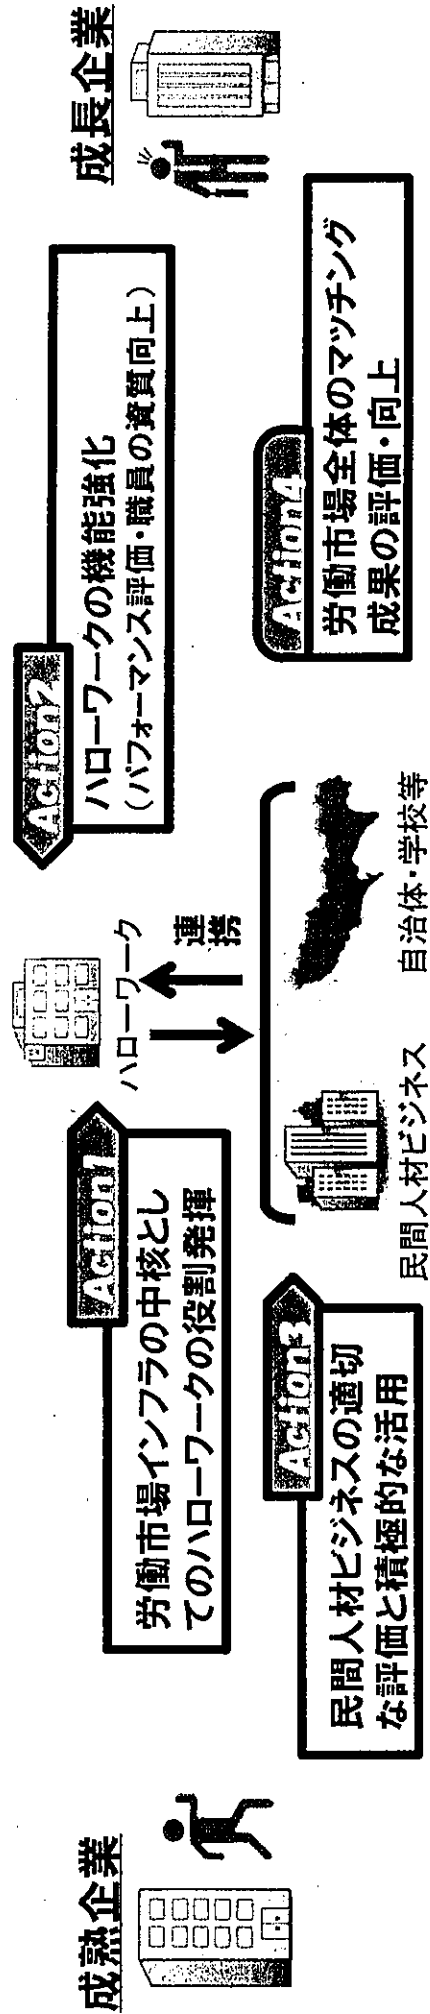 成熟企業
Action1
労働市場インフラの中核とし
てのハローワークの役割発揮
Action3
民間人材ビジネスの適切
な評価と積極的な活用
ハローワーク
連携
民間人材ビジネス
自治体・学校等
Action2
ハローワークの機能強化
（パフォーマンス評価・職員の資質向上）
Action4
労働市場全体のマッチング
成果の評価・向上
成長企業